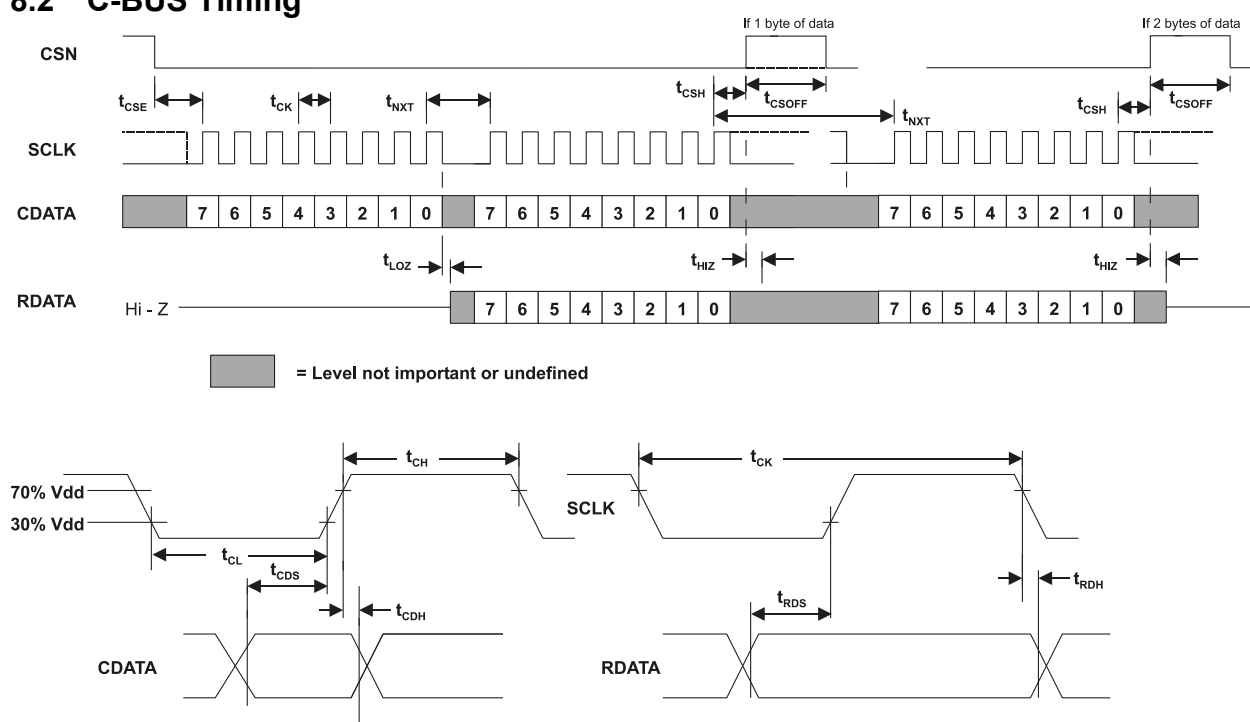 8.2 C-BUS Timing
If 1 byte of data
If 2 bytes of data
CSN
tCSE
tCK
tNXT
tCSH
tCSOFF
tNXT
tCSH
tCSOFF
SCLK
CDATA
7 6 5 4 3 2 1 0
7 6 5 4 3 2 1 0
7 6 5 4 3 2 1 0
tLOZ
tHIZ
tHIZ
RDATA
Hi - Z
7 6 5 4 3 2 1 0
7 6 5 4 3 2 1 0
= Level not important or undefined
tCH
tCK
70% Vdd
30% Vdd
SCLK
tCL
tCDS
tCDH
tRDS
tRDH
CDATA
RDATA